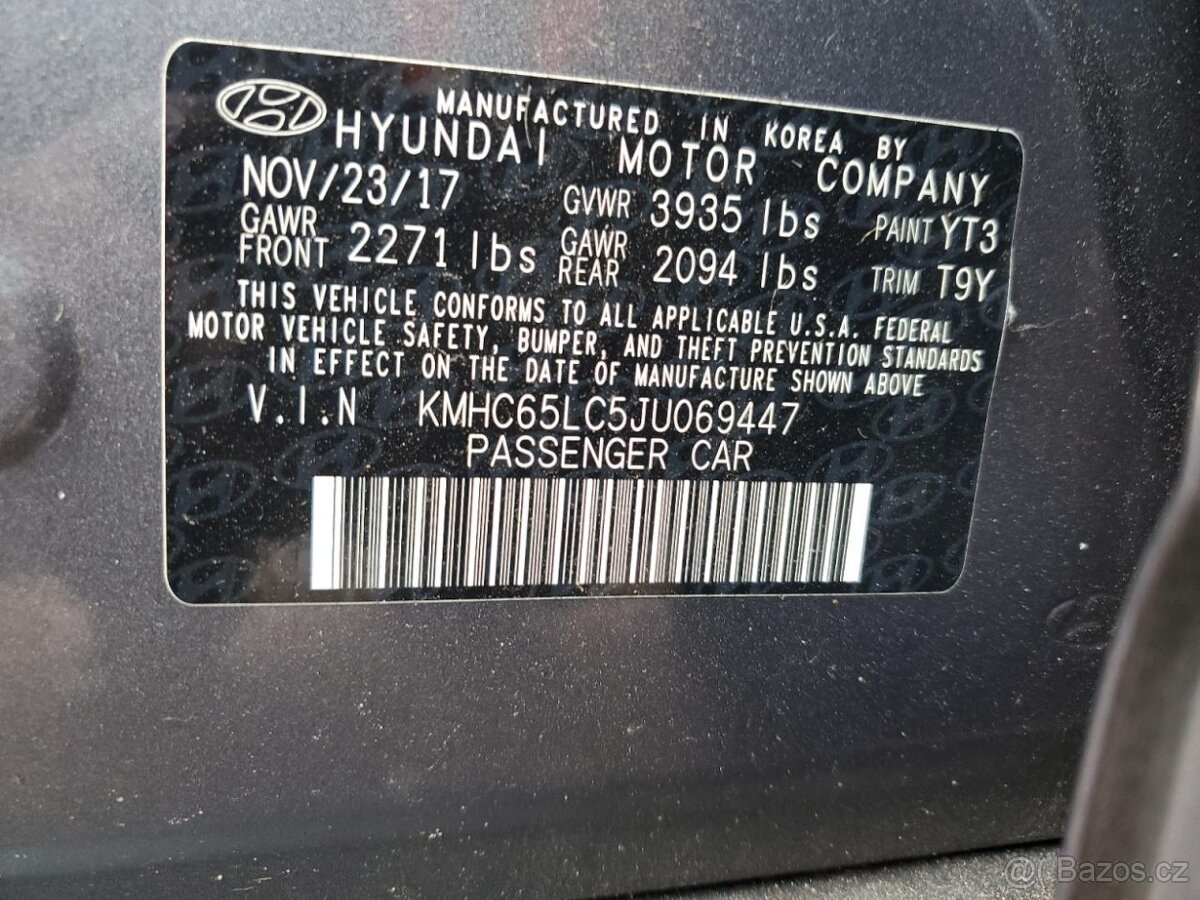 MANUFACTURED IN KOREA BY
HYUNDAI MOTOR COMPANY
NOV/23/17 GVWR 3935 lbs PAINT YT3
GAWR FRONT 2271 lbs GAWR REAR 2094 lbs TRIM T9Y
THIS VEHICLE CONFORMS TO ALL APPLICABLE U.S.A. FEDERAL
MOTOR VEHICLE SAFETY, BUMPER, AND THEFT PREVENTION STANDARDS
IN EFFECT ON THE DATE OF MANUFACTURE SHOWN ABOVE
V.I.N KMHC65LC5JU069447
PASSENGER CAR
@ Bazos.cz